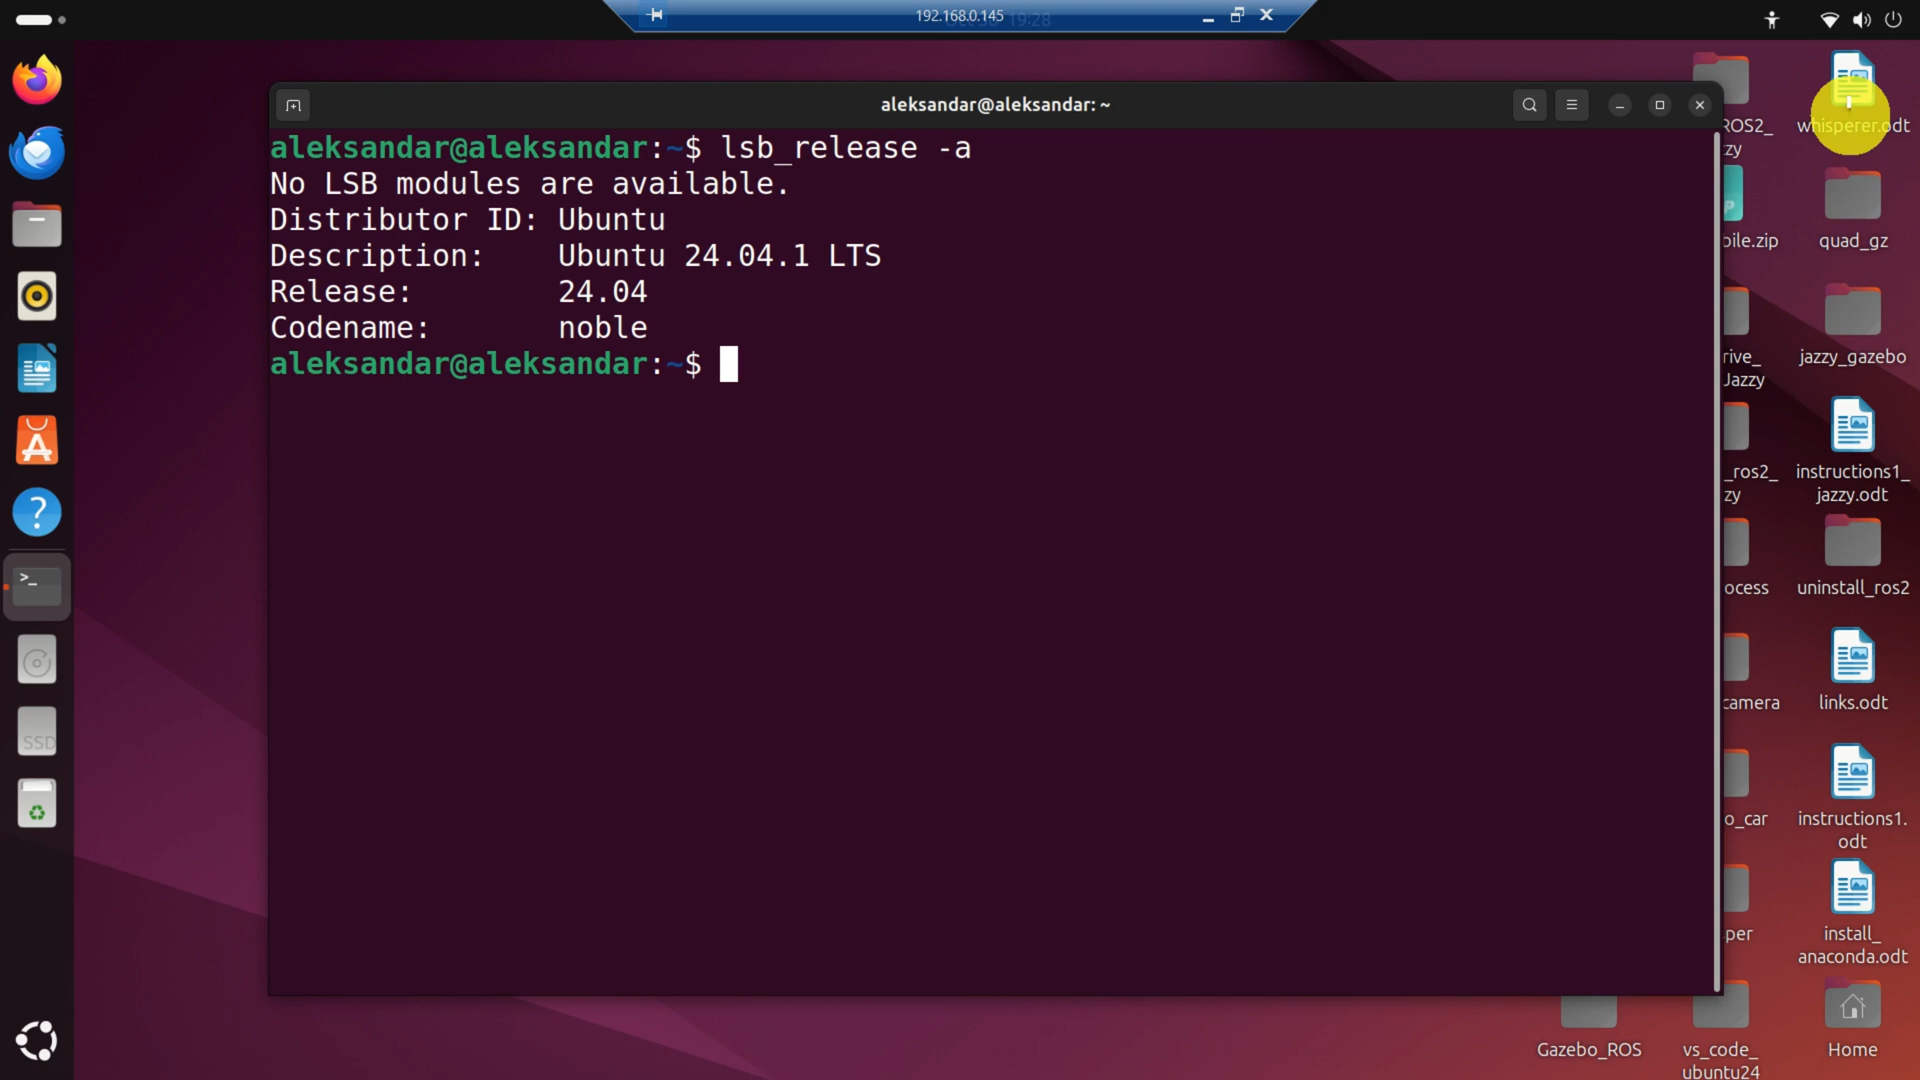 192.168.0.145
19:28
aleksandar@aleksandar: ~
aleksandar@aleksandar:~$ lsb_release -a
No LSB modules are available.
Distributor ID: Ubuntu
Description: Ubuntu 24.04.1 LTS
Release: 24.04
Codename: noble
aleksandar@aleksandar:~$
>_
SSD
ROS2_
zy
whisperer.odt
P
bile.zip
quad_gz
rive_
Jazzy
jazzy_gazebo
_ros2_
zy
instructions1_
jazzy.odt
ocess
uninstall_ros2
camera
links.odt
o_car
instructions1.
odt
per
install_
anaconda.odt
Gazebo_ROS
vs_code_
ubuntu24
Home